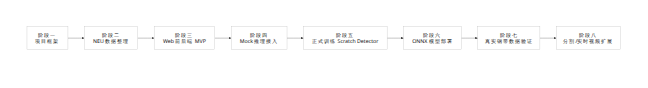 阶段一
项目框架
阶段二
NEU数据整理
阶段三
Web前后端 MVP
阶段四
Mock推理接入
阶段五
正式训练 Scratch Detector
阶段六
ONNX模型部署
阶段七
真实钢带数据验证
阶段八
分割/实时视频扩展